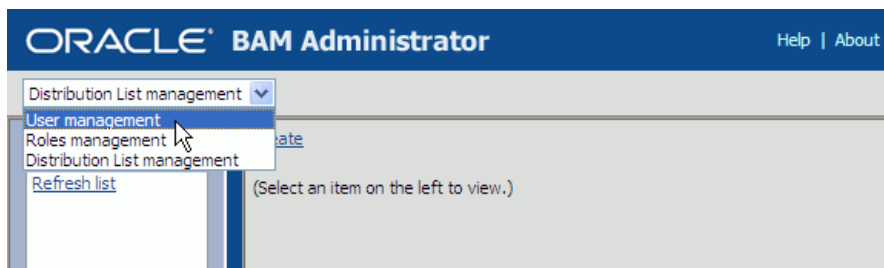 ORACLE BAM Administrator
Help | About
Distribution List management
User management
Roles management
Distribution List management
Refresh list
(Select an item on the left to view.)